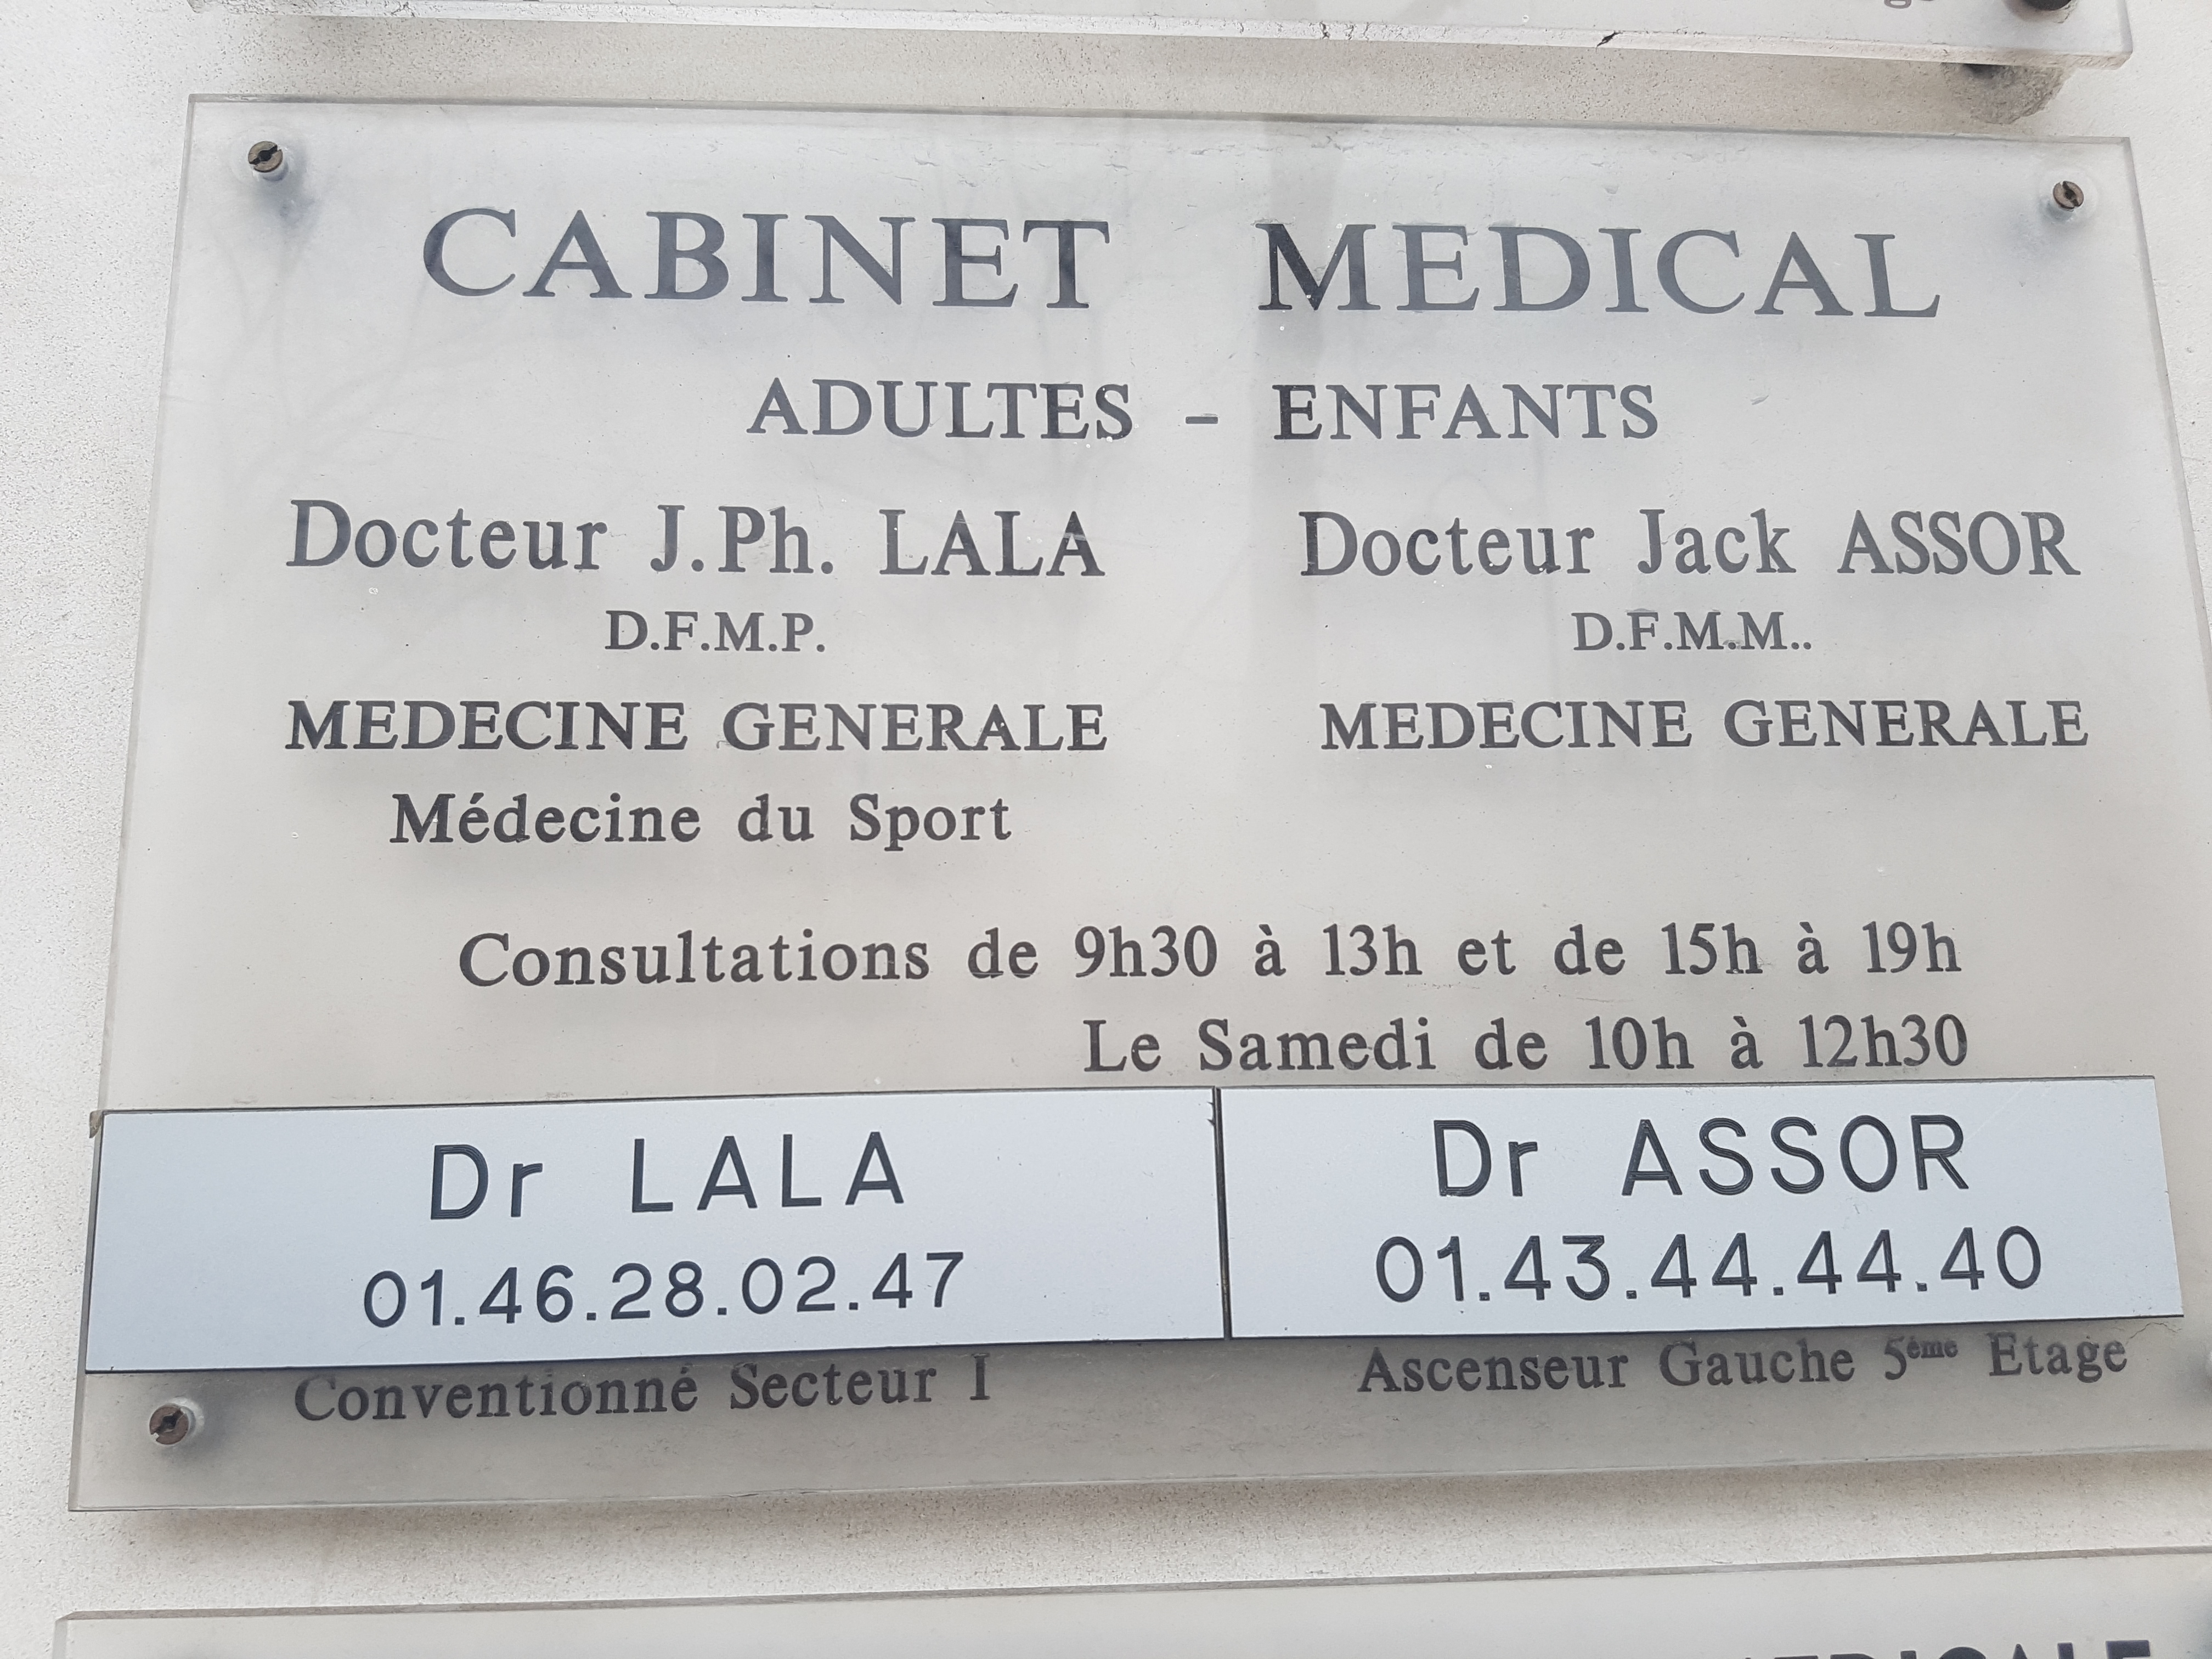 CABINET MEDICAL
ADULTES - ENFANTS
Docteur J.Ph. LALA
D.F.M.P.
MEDECINE GENERALE
Médecine du Sport
Docteur Jack ASSOR
D.F.M.M..
MEDECINE GENERALE
Consultations de 9h30 à 13h et de 15h à 19h
Le Samedi de 10h à 12h30
Dr LALA
01.46.28.02.47
Dr ASSOR
01.43.44.44.40
Conventionné Secteur I
Ascenseur Gauche 5ème Etage